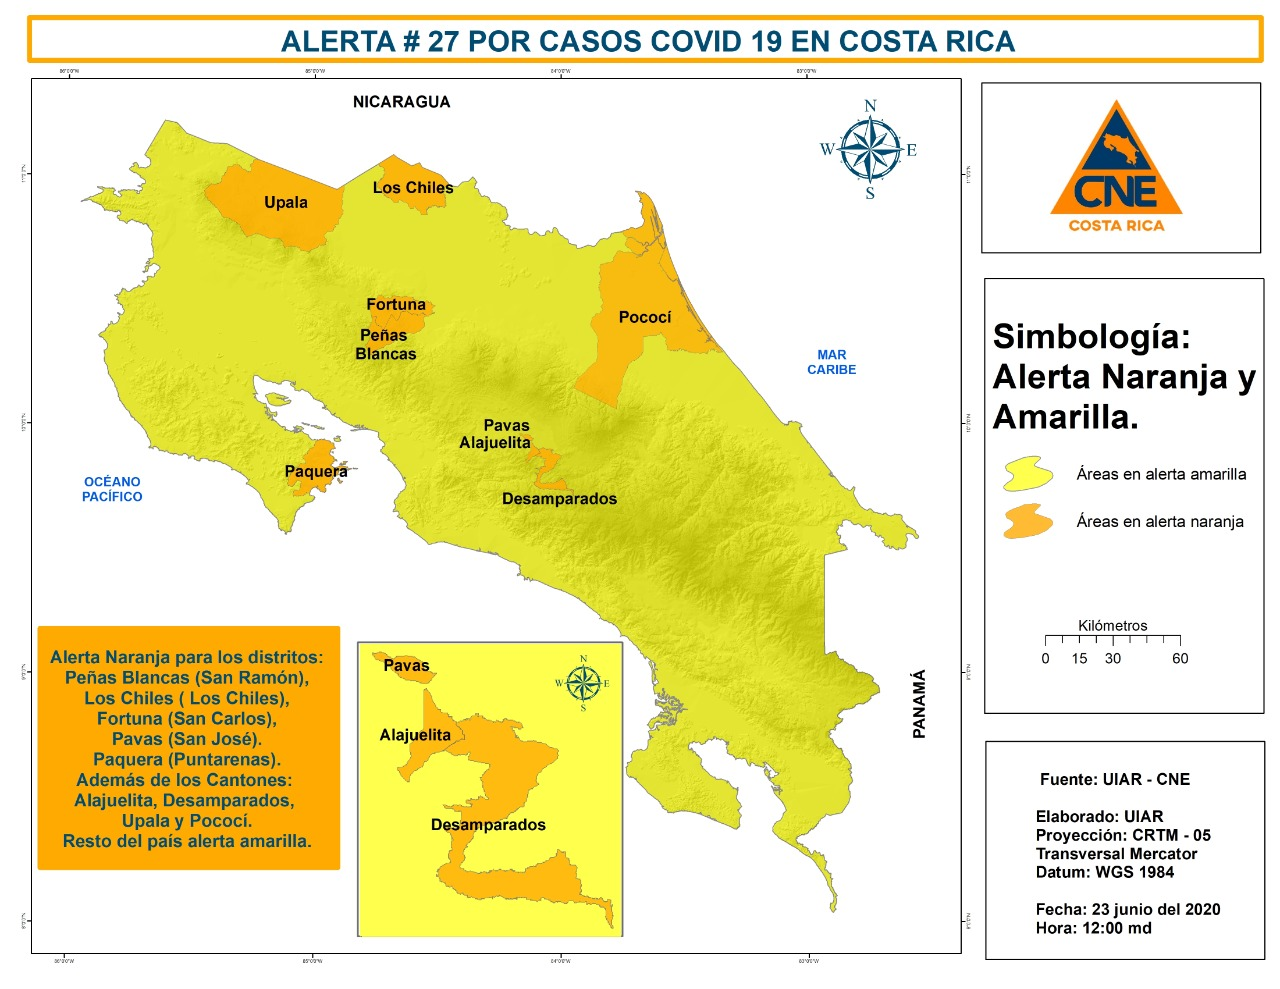 ALERTA # 27 POR CASOS COVID 19 EN COSTA RICA
NICARAGUA
N
W
E
S
Upala
Los Chiles
Fortuna
Peñas
Blancas
Pococí
MAR
CARIBE
Pavas
Alajuelita
Paquera
Desamparados
OCÉANO
PACÍFICO
PANAMÁ
Alerta Naranja para los distritos:
Peñas Blancas (San Ramón),
Los Chiles ( Los Chiles),
Fortuna (San Carlos),
Pavas (San José).
Paquera (Puntarenas).
Además de los Cantones:
Alajuelita, Desamparados,
Upala y Pococí.
Resto del país alerta amarilla.
Pavas
Alajuelita
Desamparados
N
W
E
S
CNE
COSTA RICA
Simbología:
Alerta Naranja y
Amarilla.
Áreas en alerta amarilla
Áreas en alerta naranja
Kilómetros
0 15 30 60
Fuente: UIAR - CNE
Elaborado: UIAR
Proyección: CRTM - 05
Transversal Mercator
Datum: WGS 1984
Fecha: 23 junio del 2020
Hora: 12:00 md